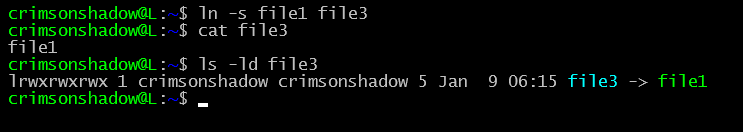 crimsonshadow@L:~$ ln -s file1 file3
crimsonshadow@L:~$ cat file3
file1
crimsonshadow@L:~$ ls -ld file3
lrwxrwxrwx 1 crimsonshadow crimsonshadow 5 Jan  9 06:15 file3 -> file1
crimsonshadow@L:~$